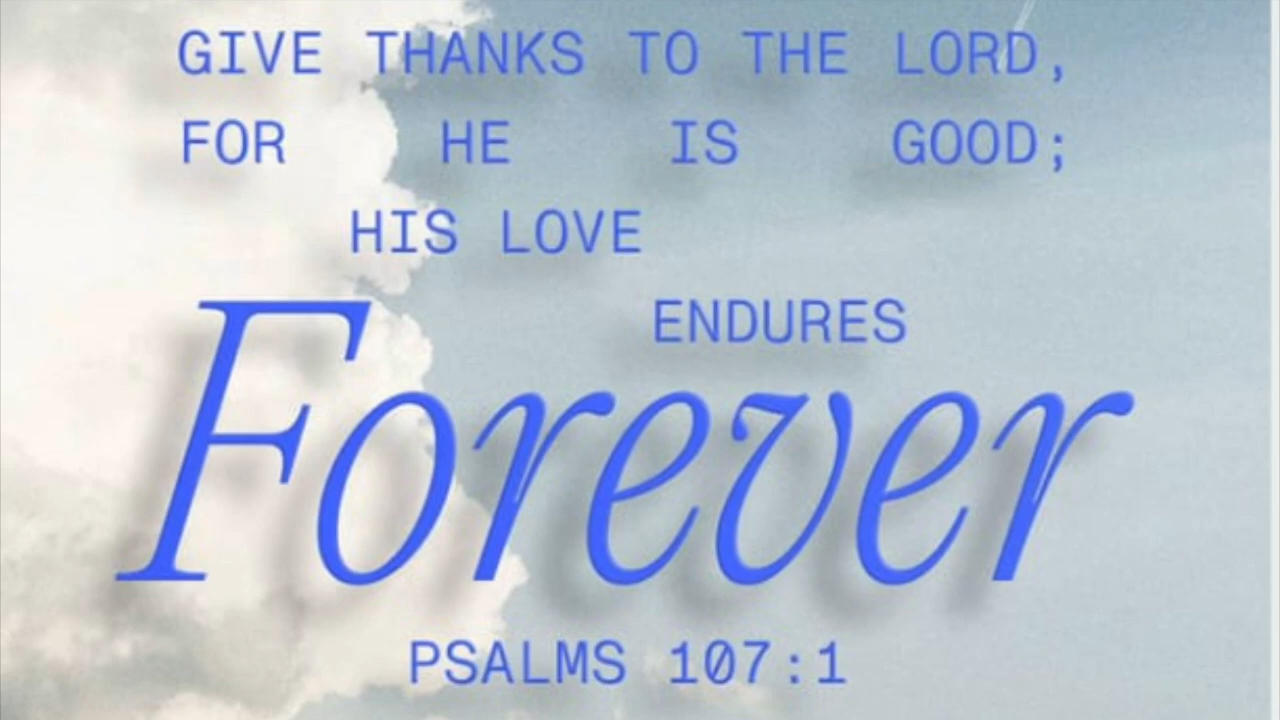 GIVE THANKS TO THE LORD,
FOR HE IS GOOD;
HIS LOVE
ENDURES
Forever
PSALMS 107:1